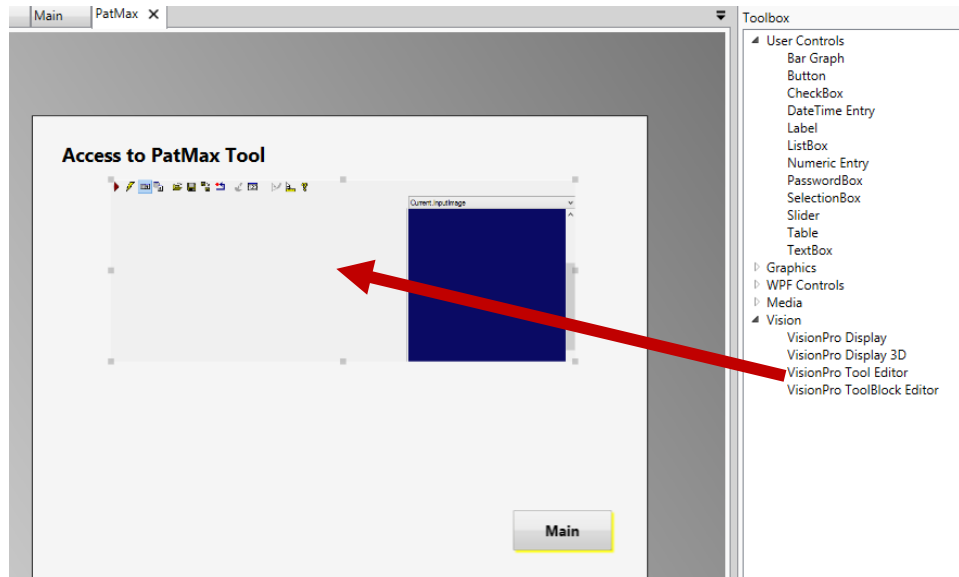 Main
PatMax
Toolbox
User Controls
Bar Graph
Button
CheckBox
DateTime Entry
Label
ListBox
Numeric Entry
PasswordBox
SelectionBox
Slider
Table
TextBox
Graphics
WPF Controls
Media
Vision
VisionPro Display
VisionPro Display 3D
VisionPro Tool Editor
VisionPro ToolBlock Editor
Access to PatMax Tool
Current.InputImage
Main